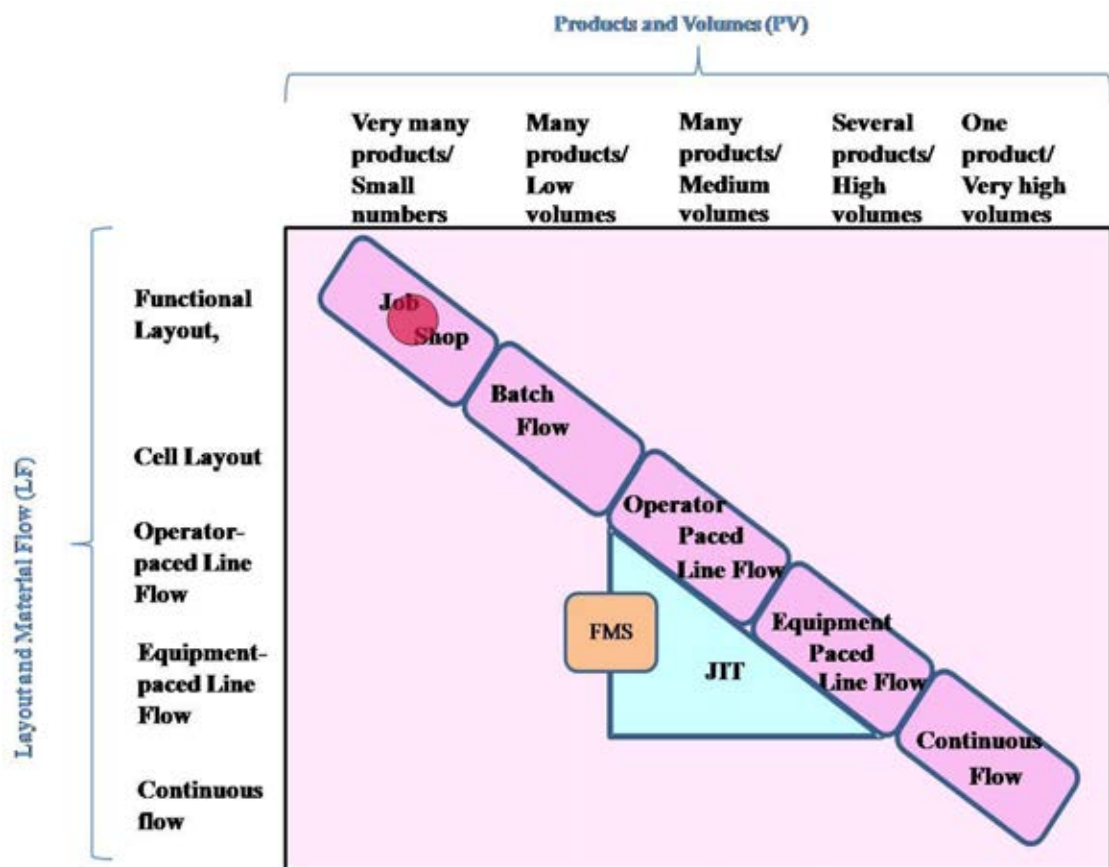 Products and Volumes (PV)
Very many
products/
Small
numbers
Many
products/
Low
volumes
Many
products/
Medium
volumes
Several
products/
High
volumes
One
product/
Very high
volumes
Layout and Material Flow (LF)
Functional
Layout,
Cell Layout
Operator-
paced Line
Flow
Equipment-
paced Line
Flow
Continuous
flow
Job
Shop
Batch
Flow
Operator
Paced
Line Flow
FMS
JIT
Equipment
Paced
Line Flow
Continuous
Flow